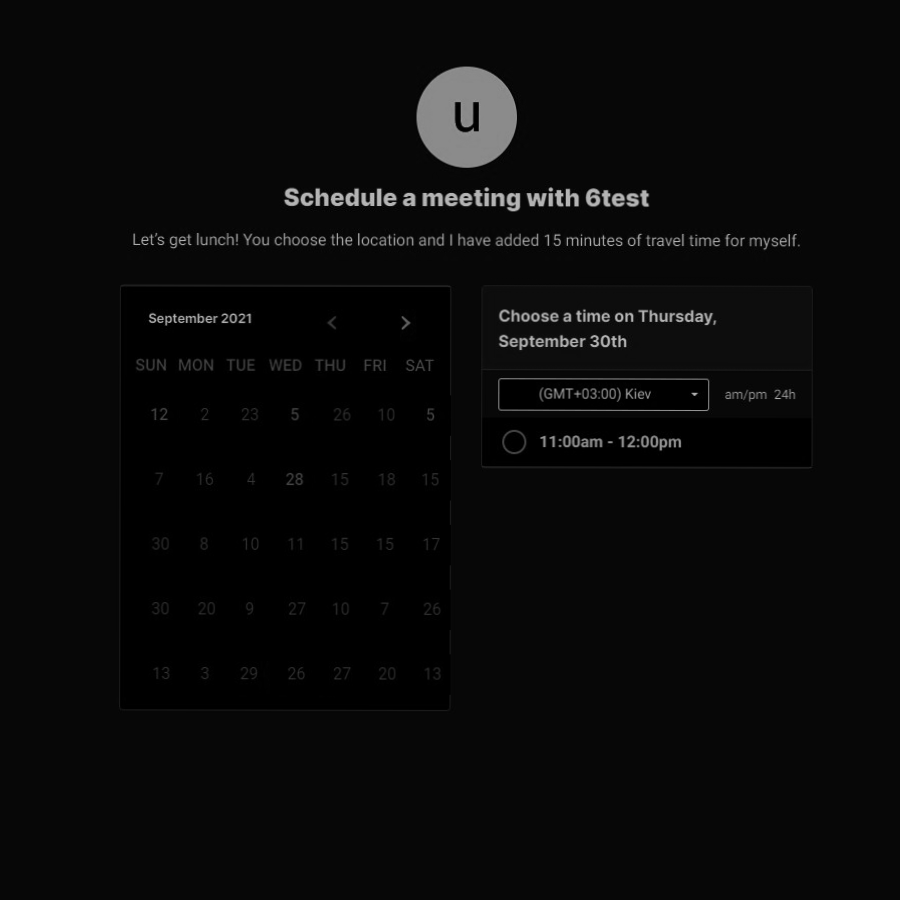 u
Schedule a meeting with 6test
Let's get lunch! You choose the location and I have added 15 minutes of travel time for myself.
September 2021
SUN MON TUE WED THU FRI SAT
12 2 23 5 26 10 5
7 16 4 28 15 18 15
30 8 10 11 15 15 17
30 20 9 27 10 7 26
13 3 29 26 27 20 13
Choose a time on Thursday,
September 30th
(GMT+03:00) Kiev am/pm 24h
11:00am - 12:00pm